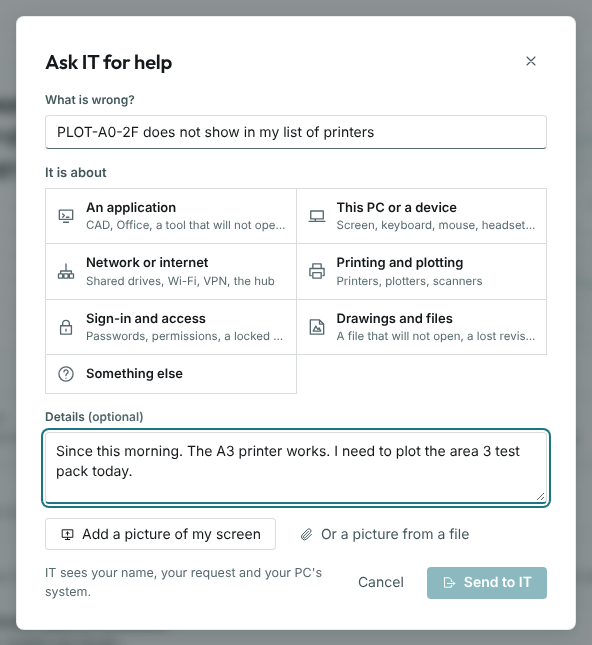 Ask IT for help
What is wrong?
PLOT-A0-2F does not show in my list of printers
It is about
An application
CAD, Office, a tool that will not ope...
This PC or a device
Screen, keyboard, mouse, headset...
Network or internet
Shared drives, Wi-Fi, VPN, the hub
Printing and plotting
Printers, plotters, scanners
Sign-in and access
Passwords, permissions, a locked ...
Drawings and files
A file that will not open, a lost revis...
Something else
Details (optional)
Since this morning. The A3 printer works. I need to plot the area 3 test
pack today.
Add a picture of my screen
Or a picture from a file
IT sees your name, your request and your PC's
system.
Cancel
Send to IT